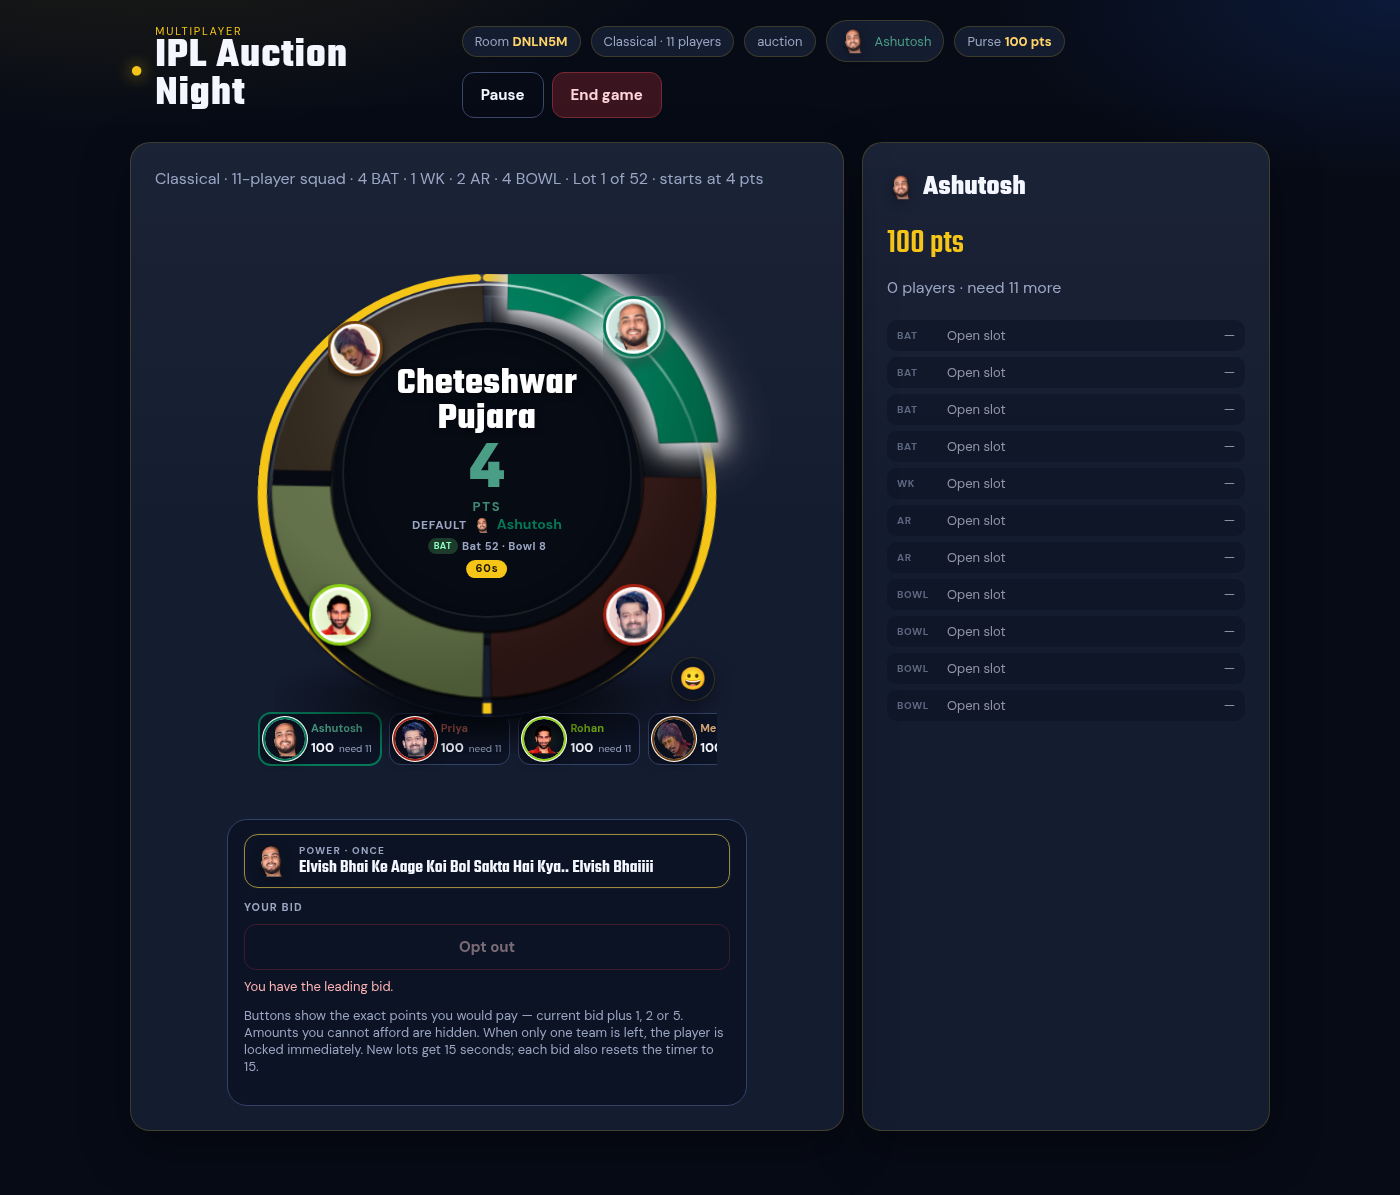 MULTIPLAYER
IPL Auction
Night
Room DNLN5M
Classical · 11 players
auction
Ashutosh
Purse 100 pts
Pause
End game
Classical · 11-player squad · 4 BAT · 1 WK · 2 AR · 4 BOWL · Lot 1 of 52 · starts at 4 pts
Cheteshwar
Pujara
4
PTS
DEFAULT Ashutosh
BAT Bat 52 · Bowl 8
60s
Ashutosh
100 need 11
Priya
100 need 11
Rohan
100 need 11
Me
100
POWER · ONCE
Elvish Bhai Ke Aage Koi Bol Sakta Hai Kya.. Elvish Bhaiiii
YOUR BID
Opt out
You have the leading bid.
Buttons show the exact points you would pay — current bid plus 1, 2 or 5.
Amounts you cannot afford are hidden. When only one team is left, the player is
locked immediately. New lots get 15 seconds; each bid also resets the timer to
15.
Ashutosh
100 pts
0 players · need 11 more
BAT Open slot —
BAT Open slot —
BAT Open slot —
BAT Open slot —
WK Open slot —
AR Open slot —
AR Open slot —
BOWL Open slot —
BOWL Open slot —
BOWL Open slot —
BOWL Open slot —